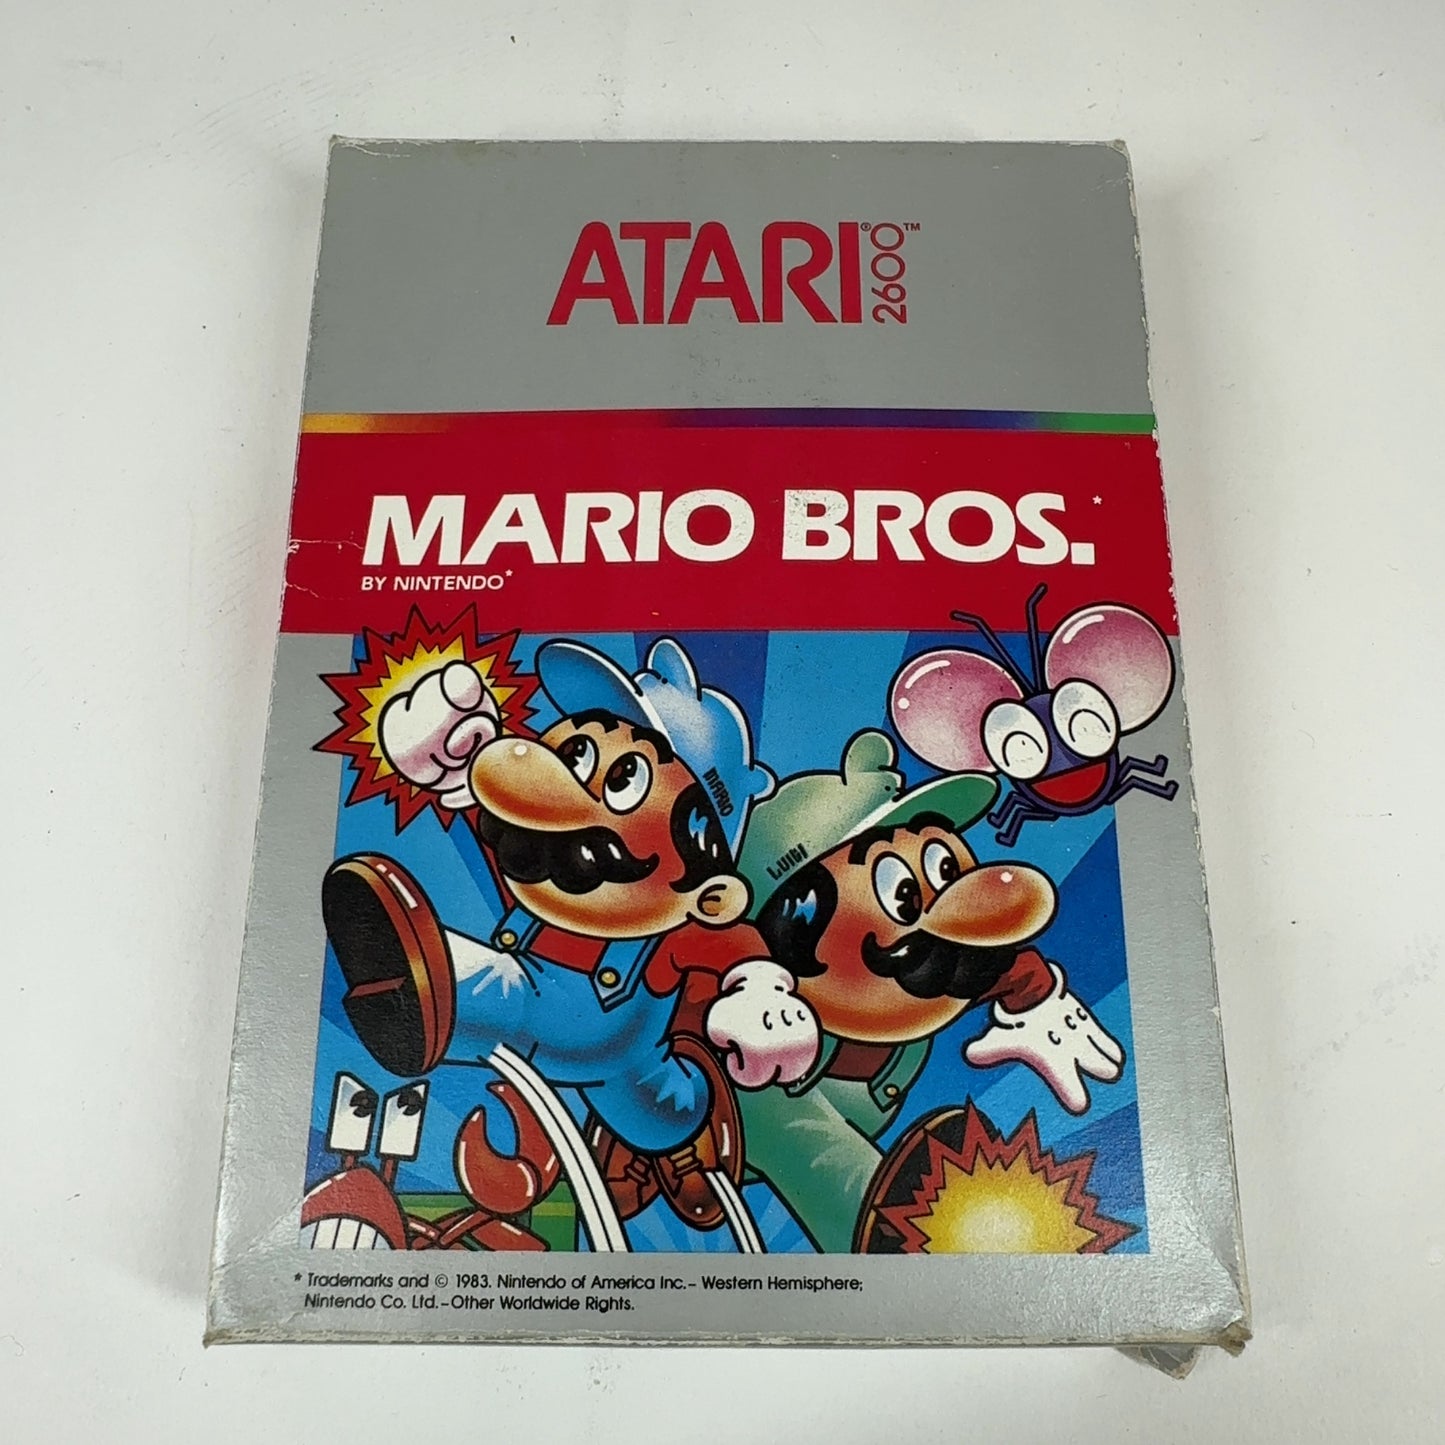 ATARI® 2600™
MARIO BROS.*
BY NINTENDO*
MARIO
LUIGI
* Trademarks and © 1983. Nintendo of America Inc.– Western Hemisphere;
Nintendo Co. Ltd.–Other Worldwide Rights.